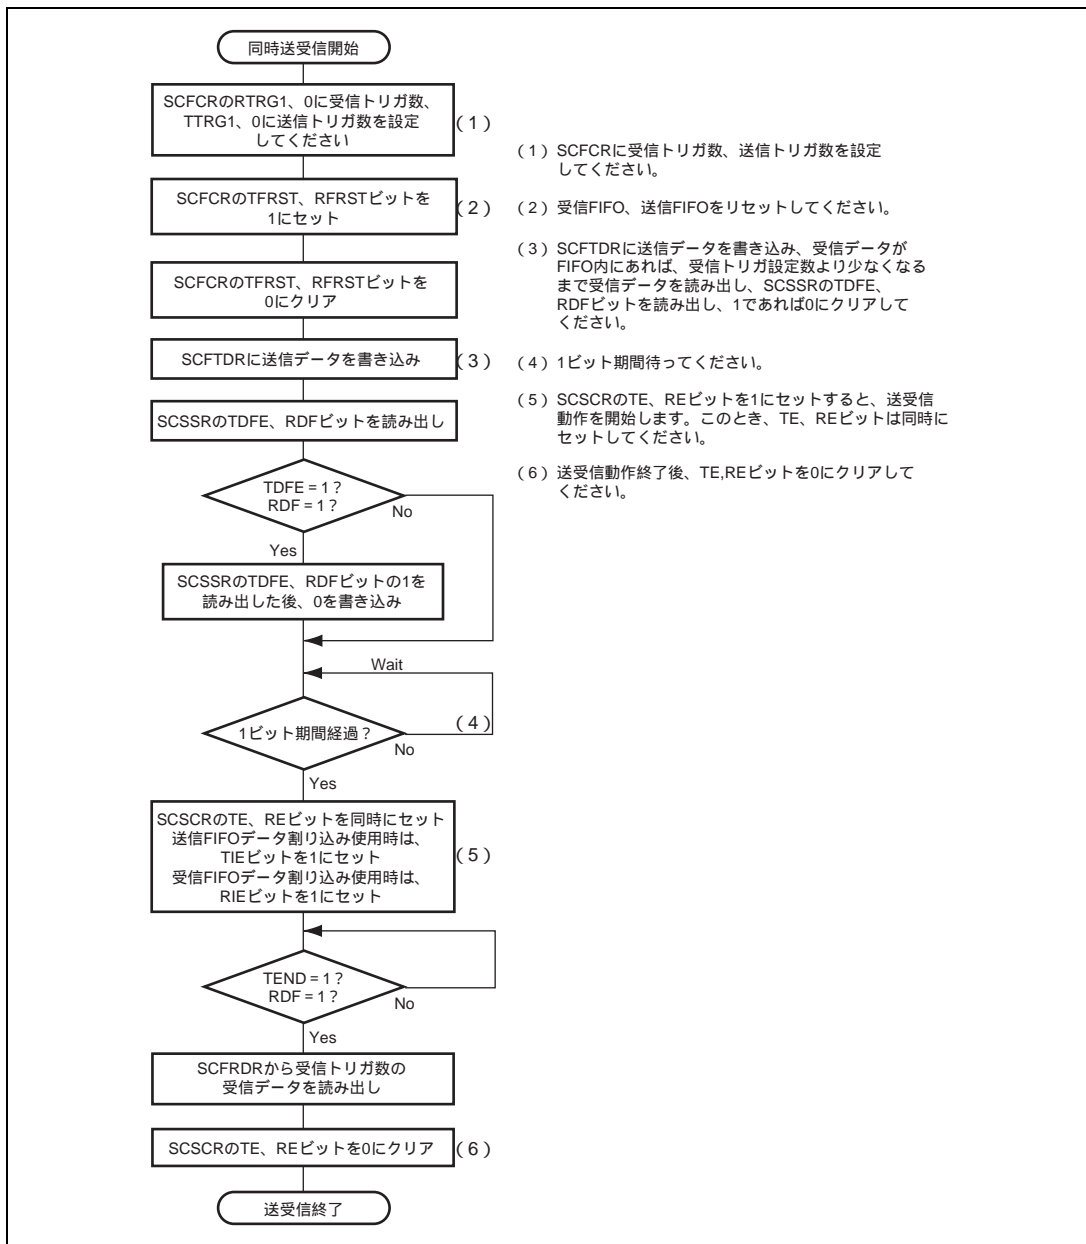 同時送受信開始
SCFCRのRTRG1、0に受信トリガ数、
TTRG1、0に送信トリガ数を設定
してください
(1)
SCFCRのTFRST、RFRSTビットを
1にセット
(2)
SCFCRのTFRST、RFRSTビットを
0にクリア
SCFTDRに送信データを書き込み
(3)
SCSSRのTDFE、RDFビットを読み出し
TDFE = 1?
RDF = 1?
No
Yes
SCSSRのTDFE、RDFビットの1を
読み出した後、0を書き込み
Wait
1ビット期間経過?
(4)
No
Yes
SCSCRのTE、REビットを同時にセット
送信FIFOデータ割り込み使用時は、
TIEビットを1にセット
受信FIFOデータ割り込み使用時は、
RIEビットを1にセット
(5)
TEND = 1?
RDF = 1?
No
Yes
SCFRDRから受信トリガ数の
受信データを読み出し
SCSCRのTE、REビットを0にクリア
(6)
送受信終了
(1) SCFCRに受信トリガ数、送信トリガ数を設定
してください。
(2) 受信FIFO、送信FIFOをリセットしてください。
(3) SCFTDRに送信データを書き込み、受信データが
FIFO内にあれば、受信トリガ設定数より少なくなる
まで受信データを読み出し、SCSSRのTDFE、
RDFビットを読み出し、1であれば0にクリアして
ください。
(4) 1ビット期間待ってください。
(5) SCSCRのTE、REビットを1にセットすると、送受信
動作を開始します。このとき、TE、REビットは同時に
セットしてください。
(6) 送受信動作終了後、TE,REビットを0にクリアして
ください。